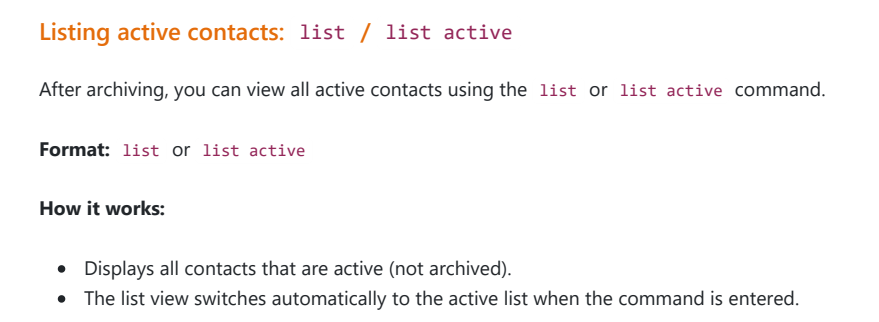 Listing active contacts: list / list active
After archiving, you can view all active contacts using the list or list active command.
Format: list or list active
How it works:
• Displays all contacts that are active (not archived).
• The list view switches automatically to the active list when the command is entered.